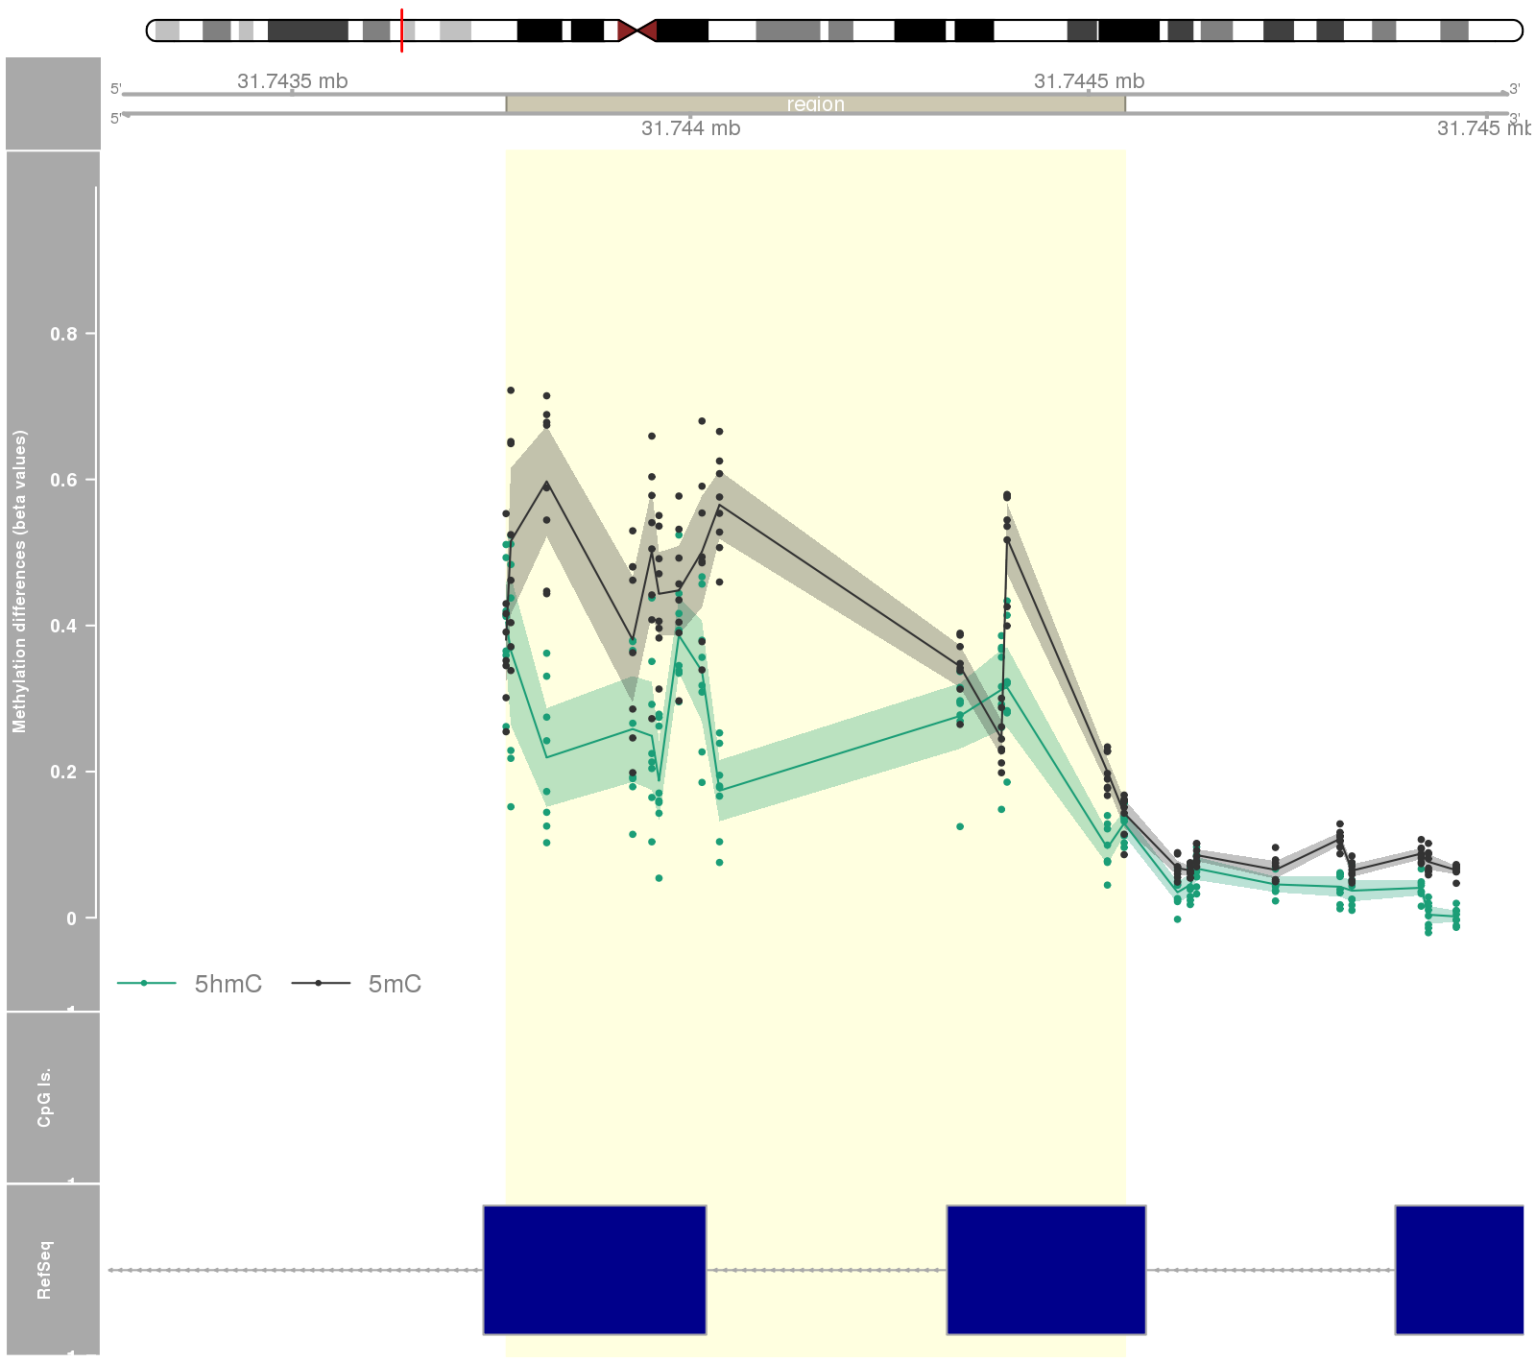 31.7435 mb
31.7445 mb
5'
3'
region
5'
3'
31.744 mb
31.745 mb
Methylation differences (beta values)
0.8
0.6
0.4
0.2
0
5hmC
5mC
CpG Is.
RefSeq